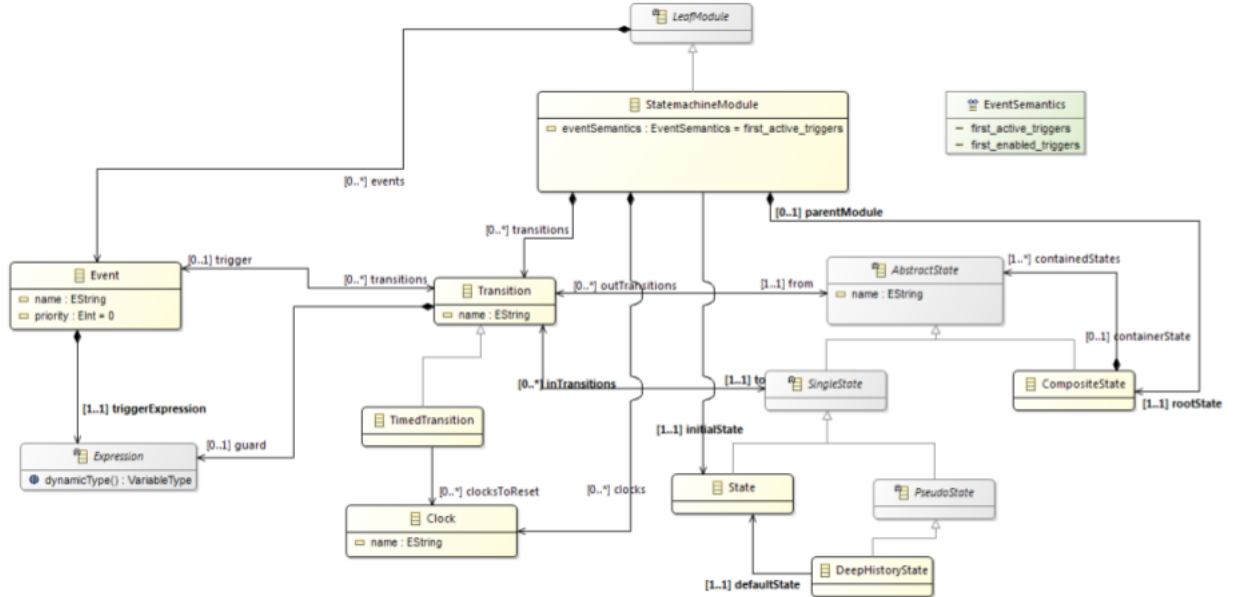 LeafModule
StatemachineModule
eventSemantics : EventSemantics = first_active_triggers
EventSemantics
first_active_triggers
first_enabled_triggers
[0..*] events
[0..1] parentModule
[0..*] transitions
[0..1] trigger
[0..*] transitions
Event
name : EString
priority : EInt = 0
Transition
name : EString
[0..*] outTransitions
[1..1] from
AbstractState
name : EString
[1..*] containedStates
[0..1] containerState
[0..*] inTransitions
[1..1] to
SingleState
CompositeState
[1..1] rootState
[1..1] triggerExpression
TimedTransition
[1..1] initialState
Expression
dynamicType() : VariableType
[0..1] guard
[0..*] clocksToReset
[0..*] clocks
State
PseudoState
Clock
name : EString
DeepHistoryState
[1..1] defaultState